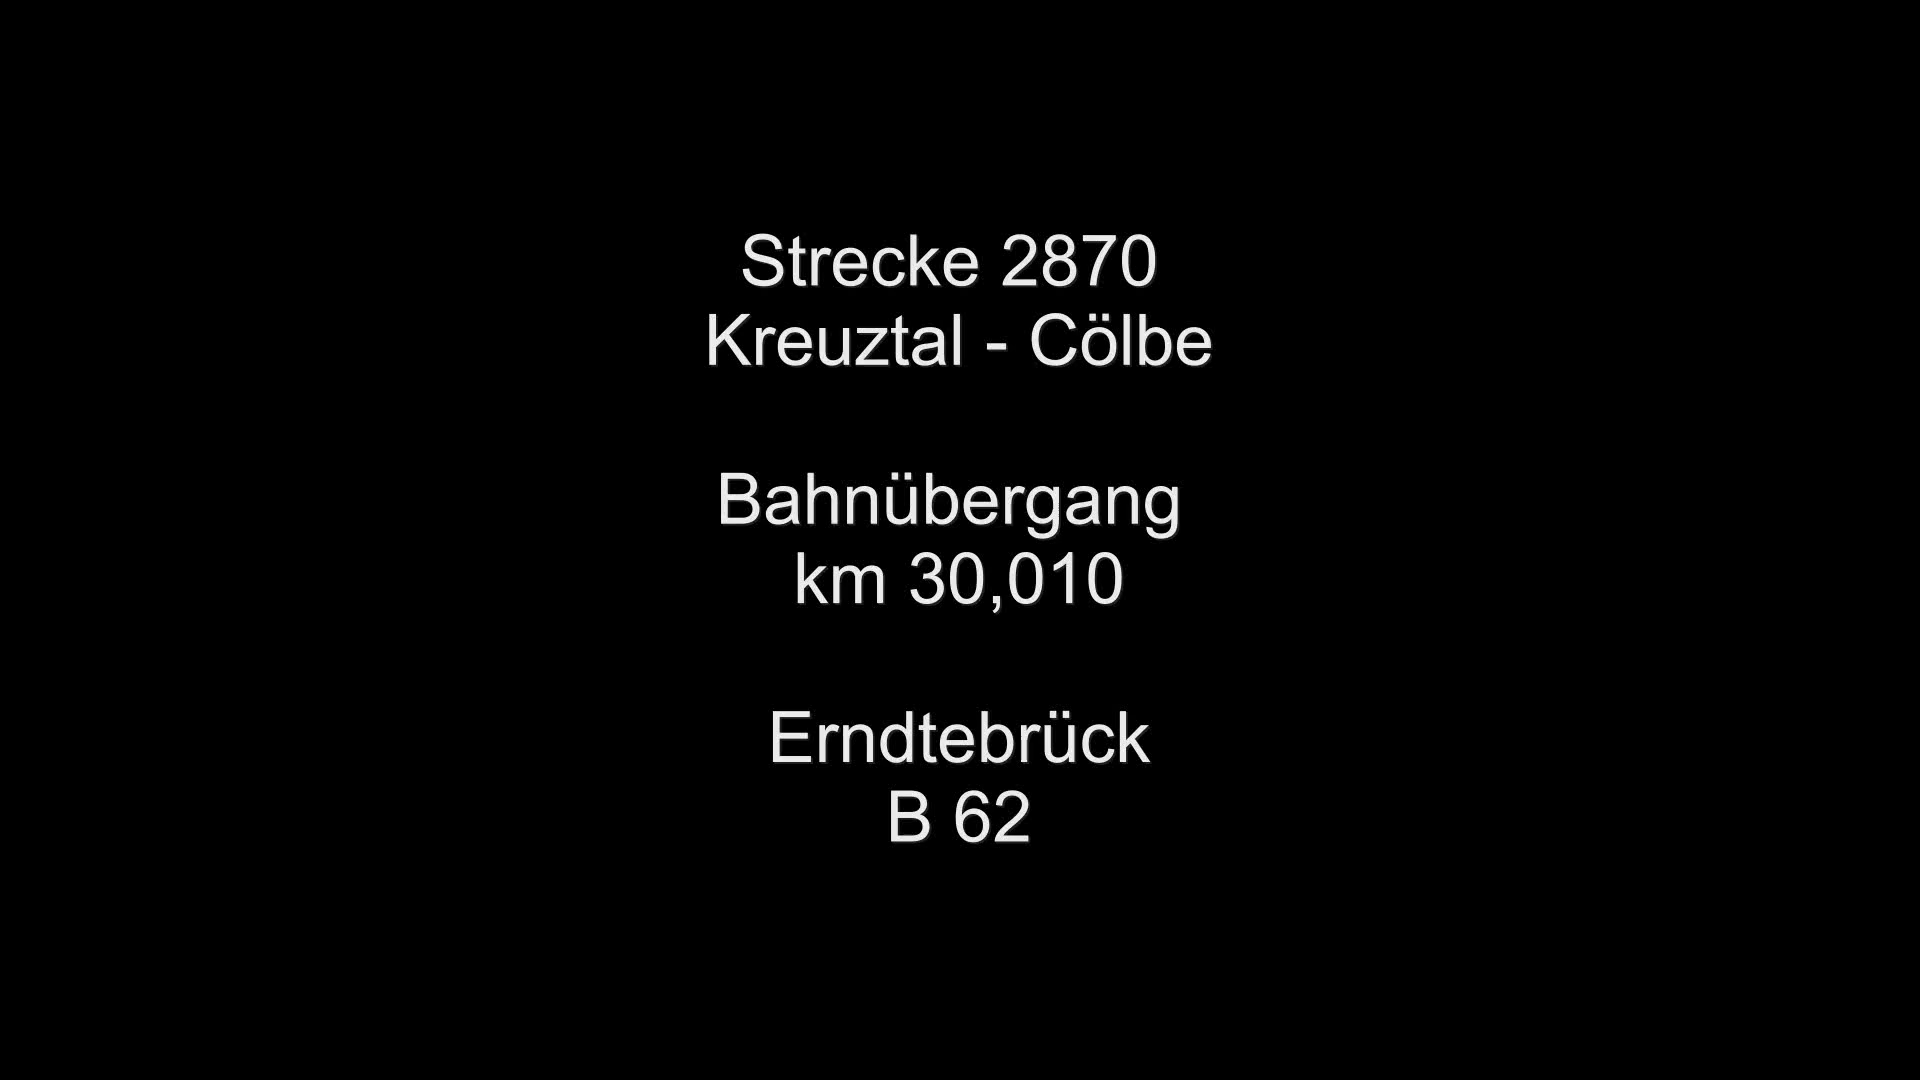 Strecke 2870
Kreuztal - Cölbe
Bahnübergang
km 30,010
Erndtebrück
B 62